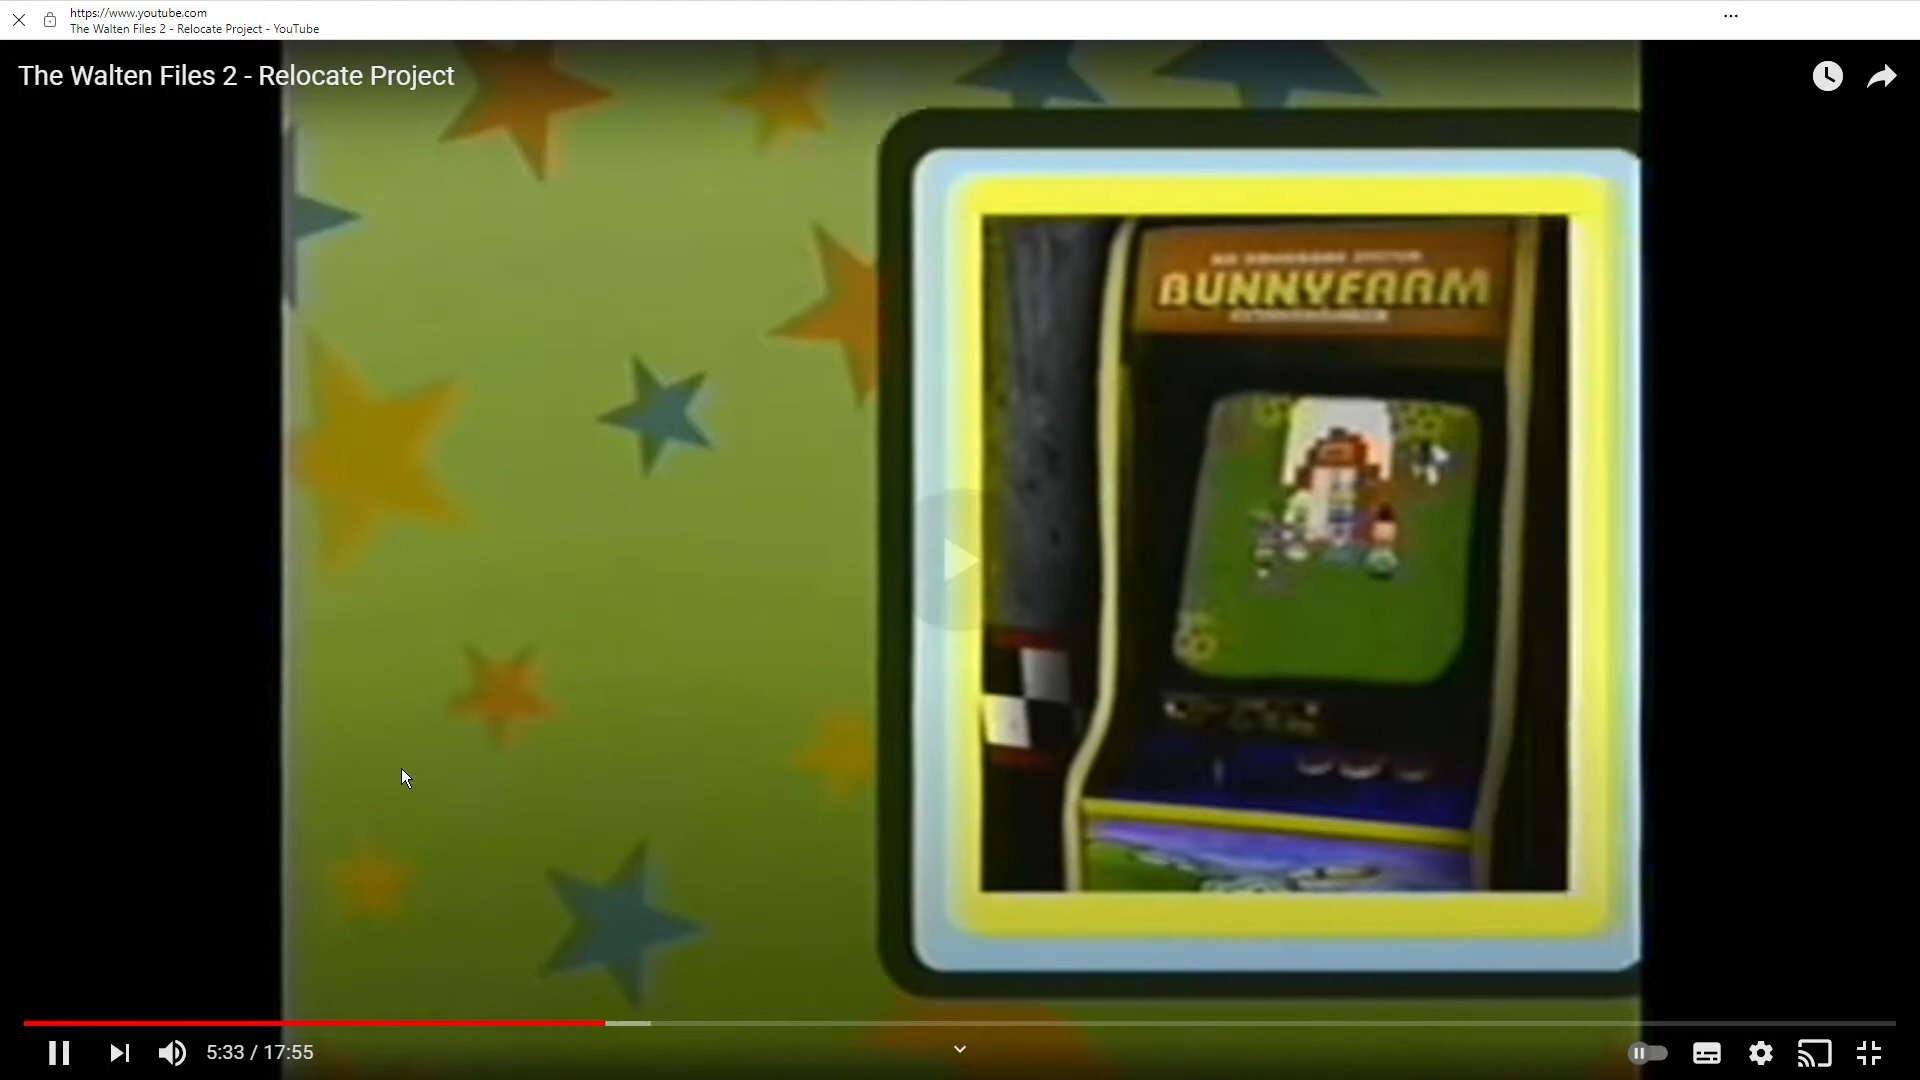 https://www.youtube.com
The Walten Files 2 - Relocate Project - YouTube
The Walten Files 2 - Relocate Project
BUNNYFARM
5:33 / 17:55